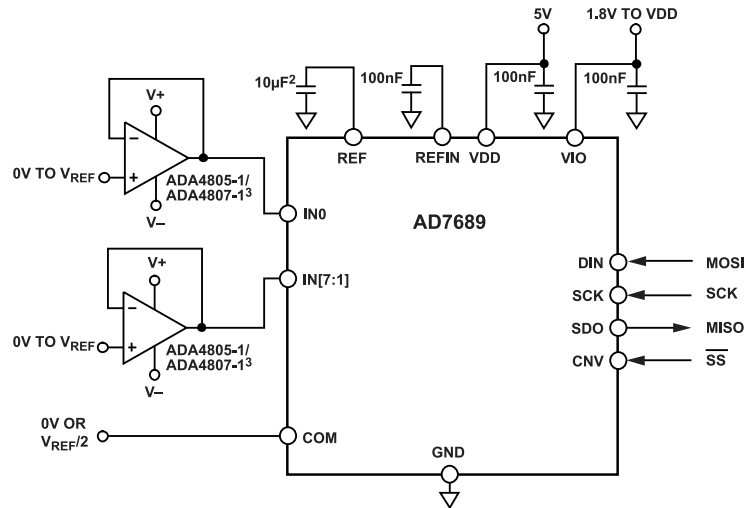 5V
1.8V TO VDD
10µF²
100nF
100nF
100nF
V+
–
+
0V TO VREF
ADA4805-1/
ADA4807-1³
V–
REF
REFIN
VDD
VIO
AD7689
IN0
IN[7:1]
V+
–
+
0V TO VREF
ADA4805-1/
ADA4807-1³
V–
DIN
MOSI
SCK
SCK
SDO
MISO
CNV
SS
0V OR
VREF/2
COM
GND